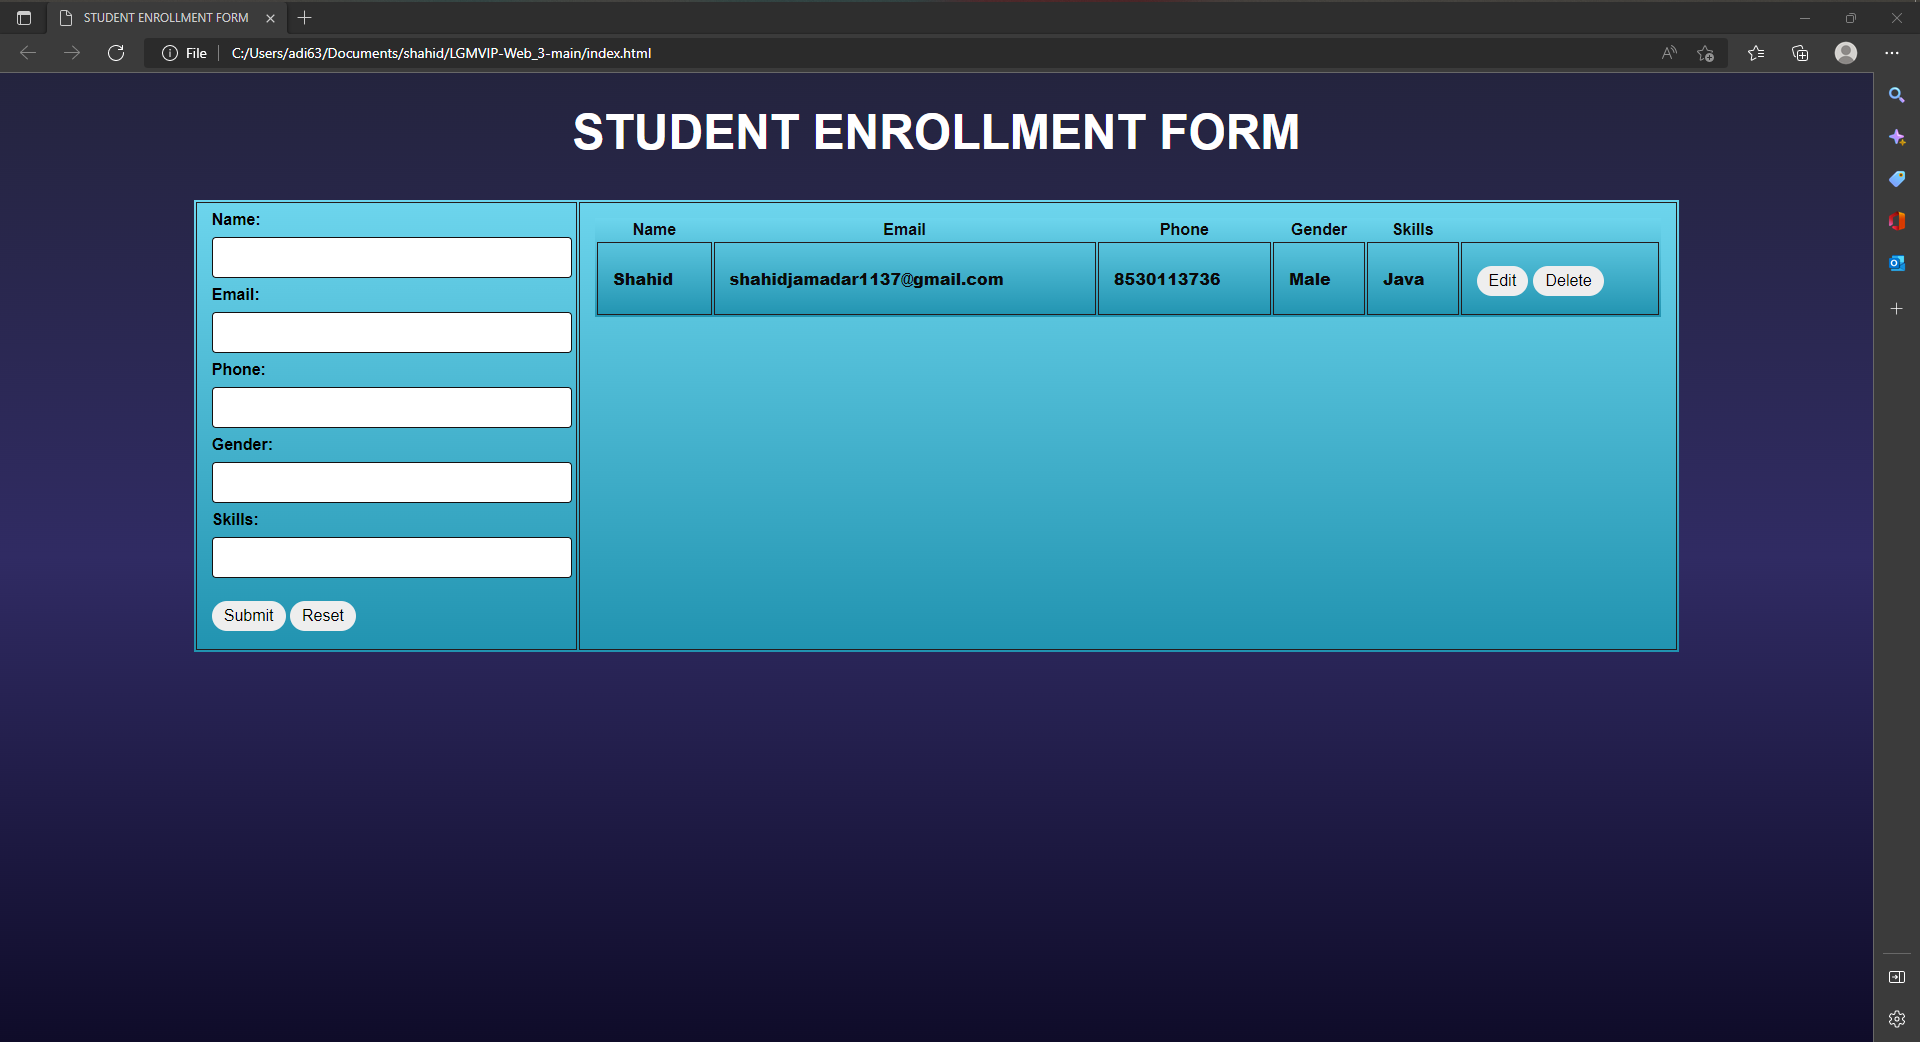 STUDENT ENROLLMENT FORM
File C:/Users/adi63/Documents/shahid/LGMVIP-Web_3-main/index.html
STUDENT ENROLLMENT FORM
Name:
Email:
Phone:
Gender:
Skills:
Submit Reset
Name Email Phone Gender Skills
Shahid shahidjamadar1137@gmail.com 8530113736 Male Java Edit Delete